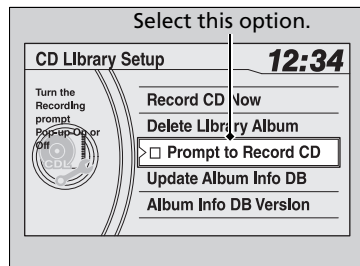 Select this option.
CD Library Setup
12:34
Turn the
Recording
prompt
Pop-up On or
Off
CDL
Record CD Now
Delete Library Album
□ Prompt to Record CD
Update Album Info DB
Album Info DB Version